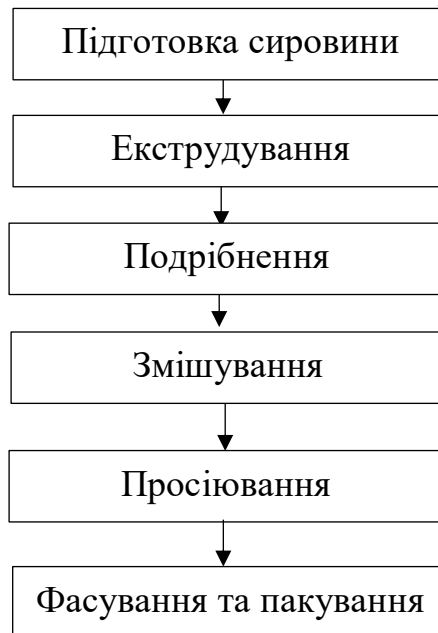 Підготовка сировини
Екструдування
Подрібнення
Змішування
Просіювання
Фасування та пакування